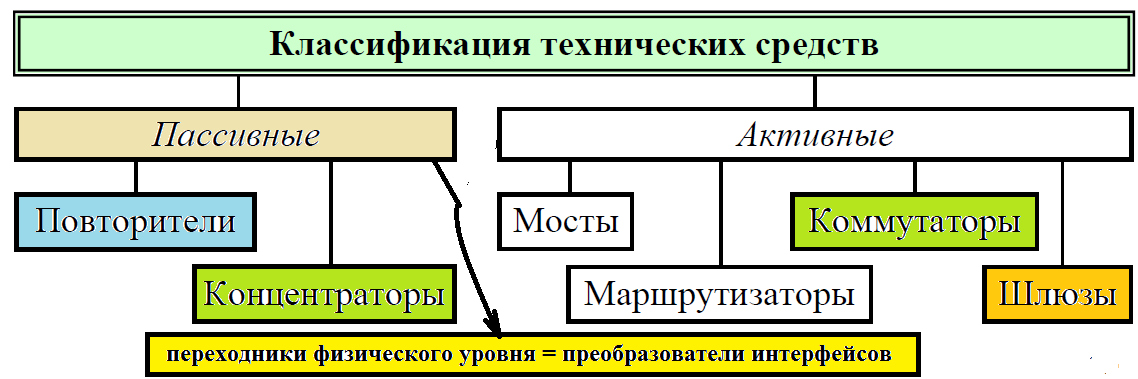 Классификация технических средств
Пассивные
Активные
Повторители
Мосты
Коммутаторы
Концентраторы
Маршрутизаторы
Шлюзы
переходники физического уровня = преобразователи интерфейсов